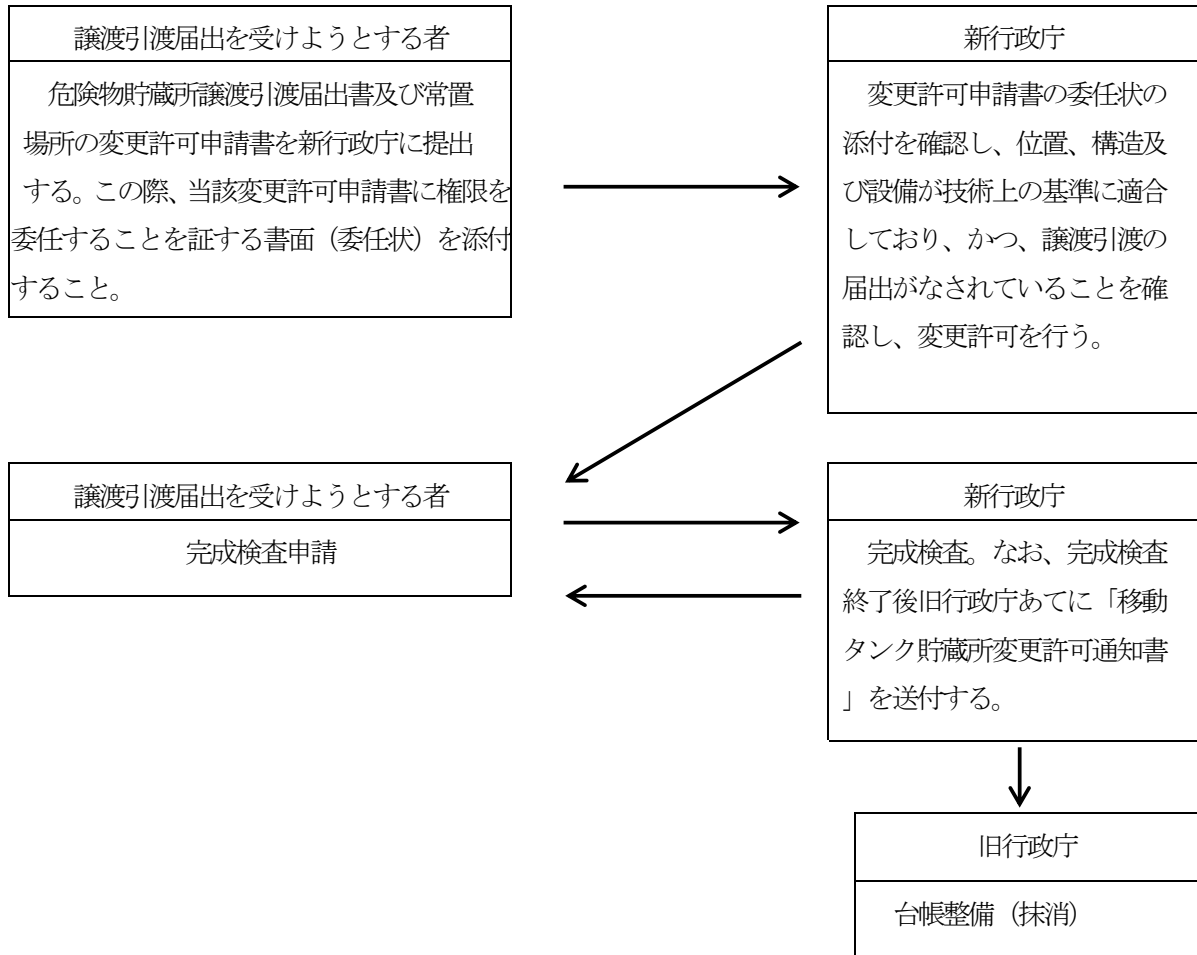 譲渡引渡届出を受けようとする者
危険物貯蔵所譲渡引渡届出書及び常置
場所の変更許可申請書を新行政庁に提出
する。この際、当該変更許可申請書に権限を
委任することを証する書面（委任状）を添付
すること。
新行政庁
変更許可申請書の委任状の
添付を確認し、位置、構造及
び設備が技術上の基準に適合
しており、かつ、譲渡引渡の
届出がなされていることを確
認し、変更許可を行う。
譲渡引渡届出を受けようとする者
完成検査申請
新行政庁
完成検査。なお、完成検査
終了後旧行政庁あてに「移動
タンク貯蔵所変更許可通知書
」を送付する。
旧行政庁
台帳整備（抹消）